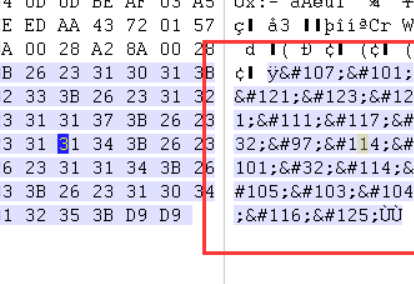 0D 0D BE AF 03 A5
E ED AA 43 72 01 57 ç▌ å3 ▌▌þîíªCr W
A 00 28 A2 8A 00 28 d ▌( Ð ç▌ (ç▌ (
B 26 23 31 30 31 3B ç▌ ÿ&#107;&#101;
2 33 3B 26 23 31 32 &#121;&#123;&#12
3 31 31 37 3B 26 23 1;&#111;&#117;&#
3 31 31 34 3B 26 23 32;&#97;&#114;&#
6 23 31 31 34 3B 26 101;&#32;&#114;&
3 3B 26 23 31 30 34 #105;&#103;&#104
1 32 35 3B D9 D9 ;&#116;&#125;ÙÙ